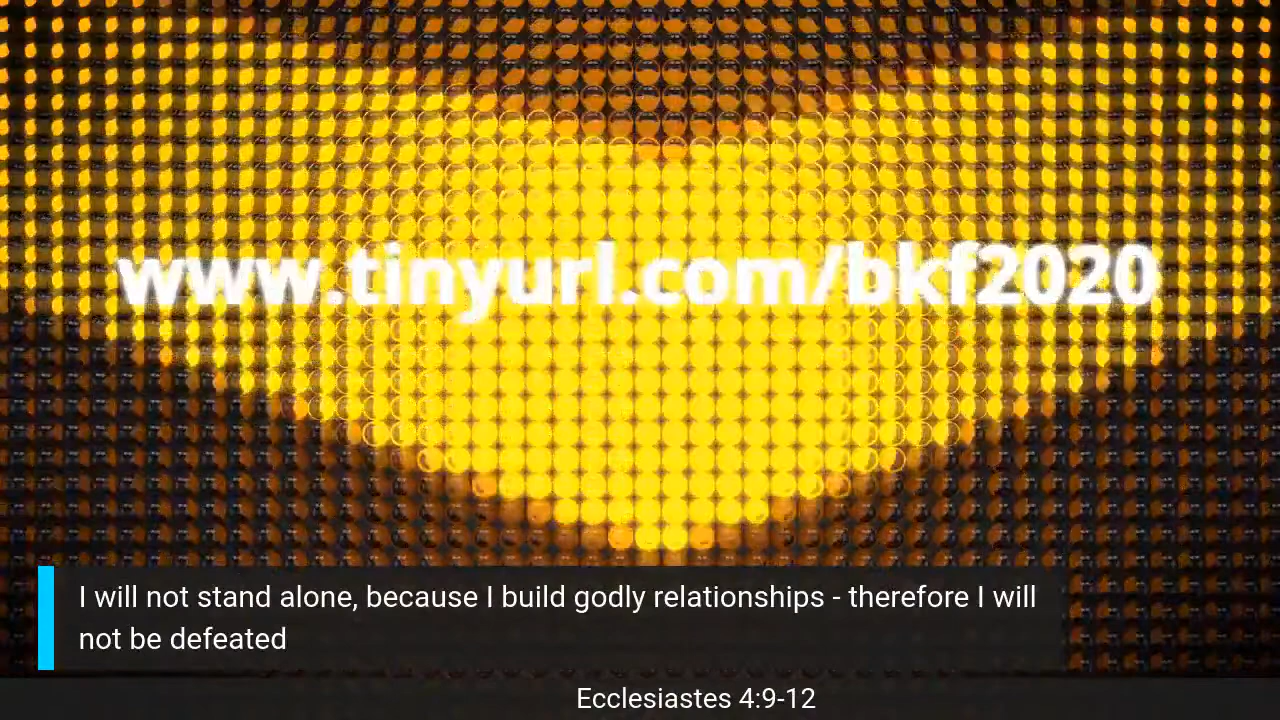 www.tinyurl.com/bkf2020
I will not stand alone, because I build godly relationships - therefore I will
not be defeated
Ecclesiastes 4:9-12